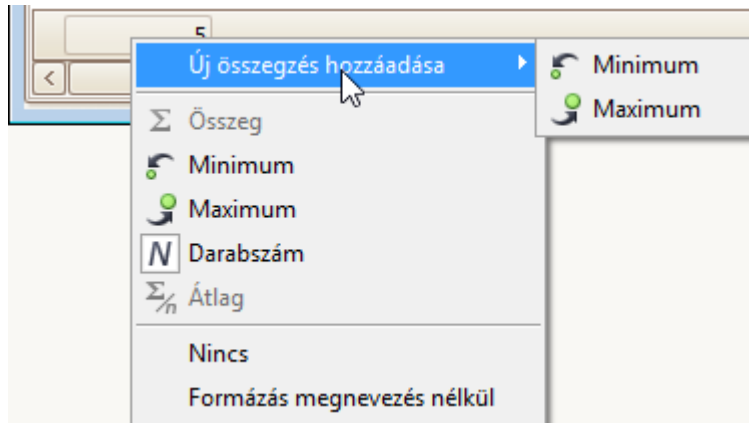 5
Új összegzés hozzáadása
Minimum
Maximum
Σ Összeg
Minimum
Maximum
N Darabszám
Σ/n Átlag
Nincs
Formázás megnevezés nélkül